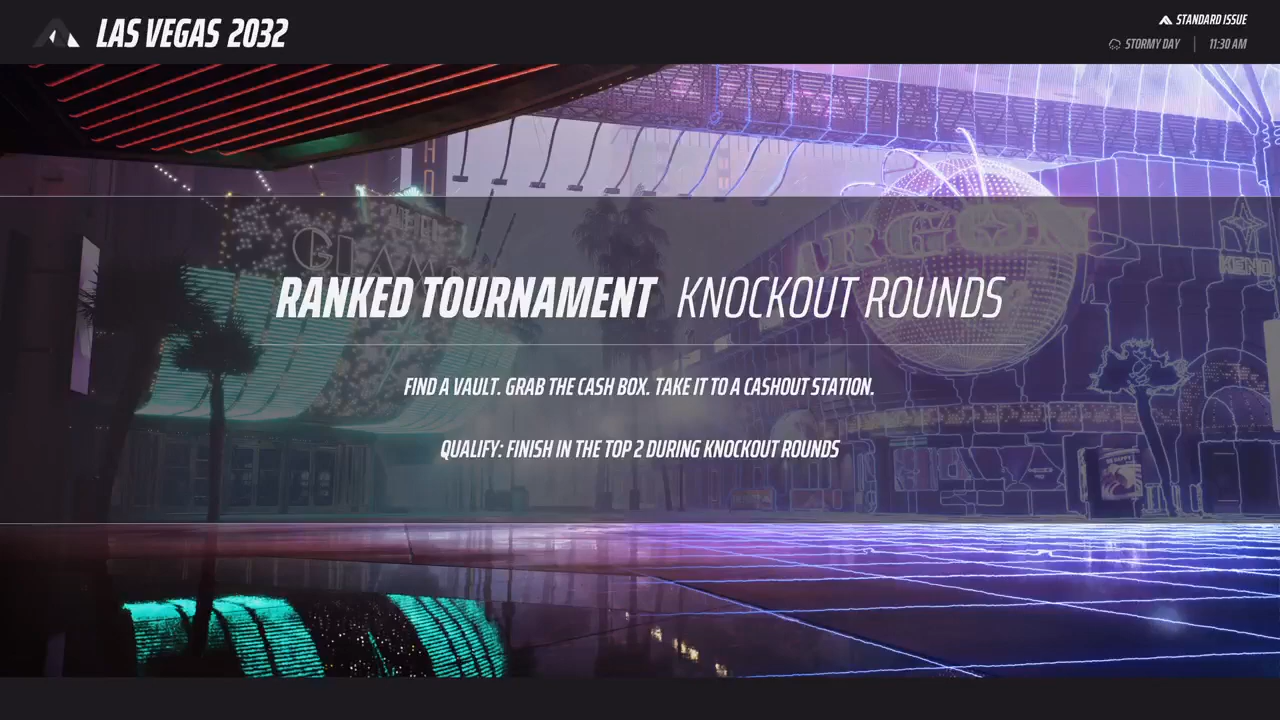 LAS VEGAS 2032
STANDARD ISSUE
STORMY DAY
11:30 AM
RANKED TOURNAMENT KNOCKOUT ROUNDS
FIND A VAULT. GRAB THE CASH BOX. TAKE IT TO A CASHOUT STATION.
QUALIFY: FINISH IN THE TOP 2 DURING KNOCKOUT ROUNDS
ARGON